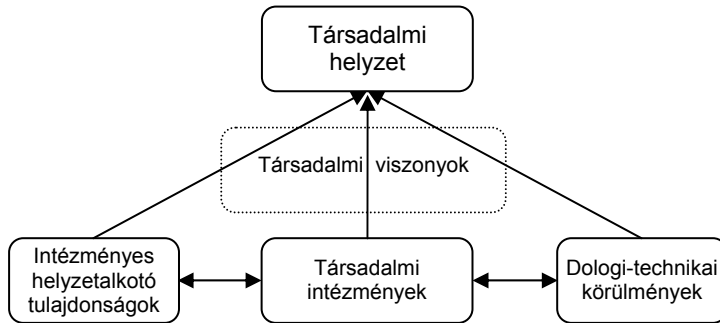 Társadalmi
helyzet
Társadalmi viszonyok
Intézményes
helyzetalkotó
tulajdonságok
Társadalmi
intézmények
Dologi-technikai
körülmények